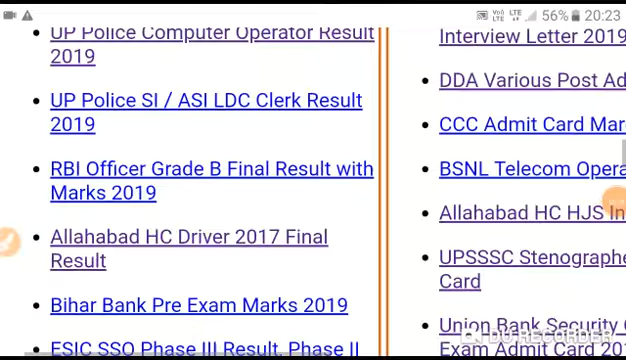 56% 20:23
UP Police Computer Operator Result
2019
UP Police SI / ASI LDC Clerk Result
2019
RBI Officer Grade B Final Result with
Marks 2019
Allahabad HC Driver 2017 Final
Result
Bihar Bank Pre Exam Marks 2019
ESIC SSO Phase III Result, Phase II
Interview Letter 2019
DDA Various Post Ad
CCC Admit Card Mar
BSNL Telecom Opera
Allahabad HC HJS In
UPSSSC Stenographe
Card
Union Bank Security
Exam Admit Card 201
DU RECORDER